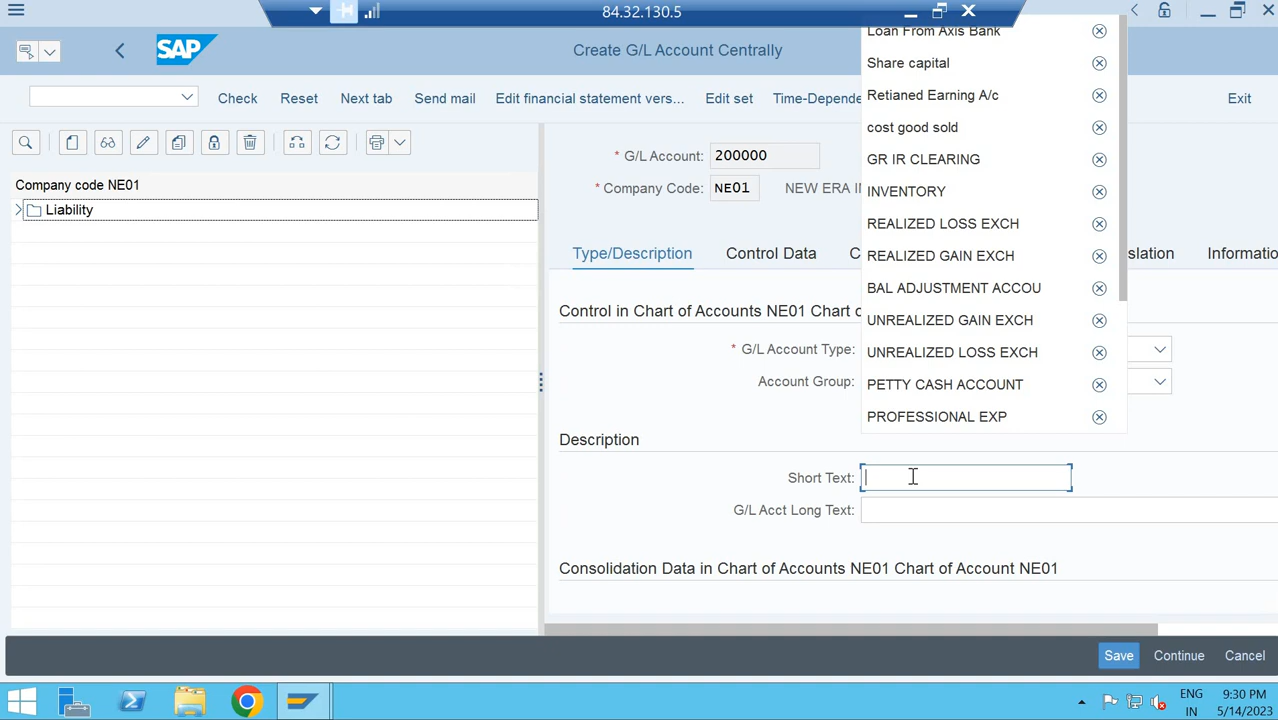 84.32.130.5
SAP
Create G/L Account Centrally
Check
Reset
Next tab
Send mail
Edit financial statement vers...
Edit set
Time-Depende
Exit
Company code NE01
Liability
* G/L Account: 200000
* Company Code: NE01 NEW ERA IN
Type/Description
Control Data
C
slation
Informatio
Control in Chart of Accounts NE01 Chart o
* G/L Account Type:
Account Group:
Description
Short Text:
G/L Acct Long Text:
Consolidation Data in Chart of Accounts NE01 Chart of Account NE01
Loan From Axis Bank
Share capital
Retianed Earning A/c
cost good sold
GR IR CLEARING
INVENTORY
REALIZED LOSS EXCH
REALIZED GAIN EXCH
BAL ADJUSTMENT ACCOU
UNREALIZED GAIN EXCH
UNREALIZED LOSS EXCH
PETTY CASH ACCOUNT
PROFESSIONAL EXP
Save
Continue
Cancel
ENG
IN
9:30 PM
5/14/2023